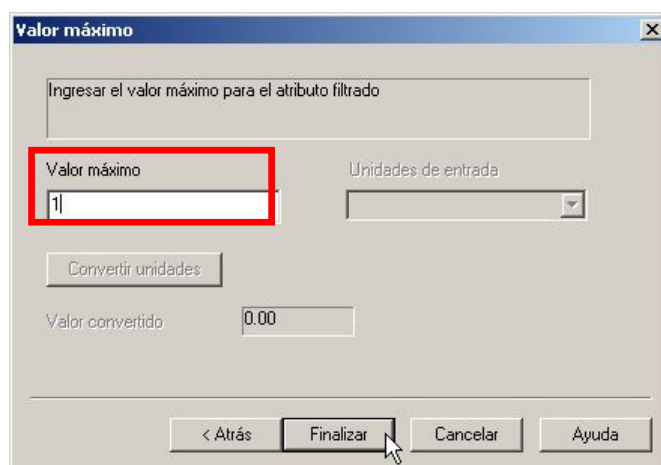 Valor máximo
Ingresar el valor máximo para el atributo filtrado
Valor máximo
Unidades de entrada
1
Convertir unidades
Valor convertido
0.00
< Atrás
Finalizar
Cancelar
Ayuda